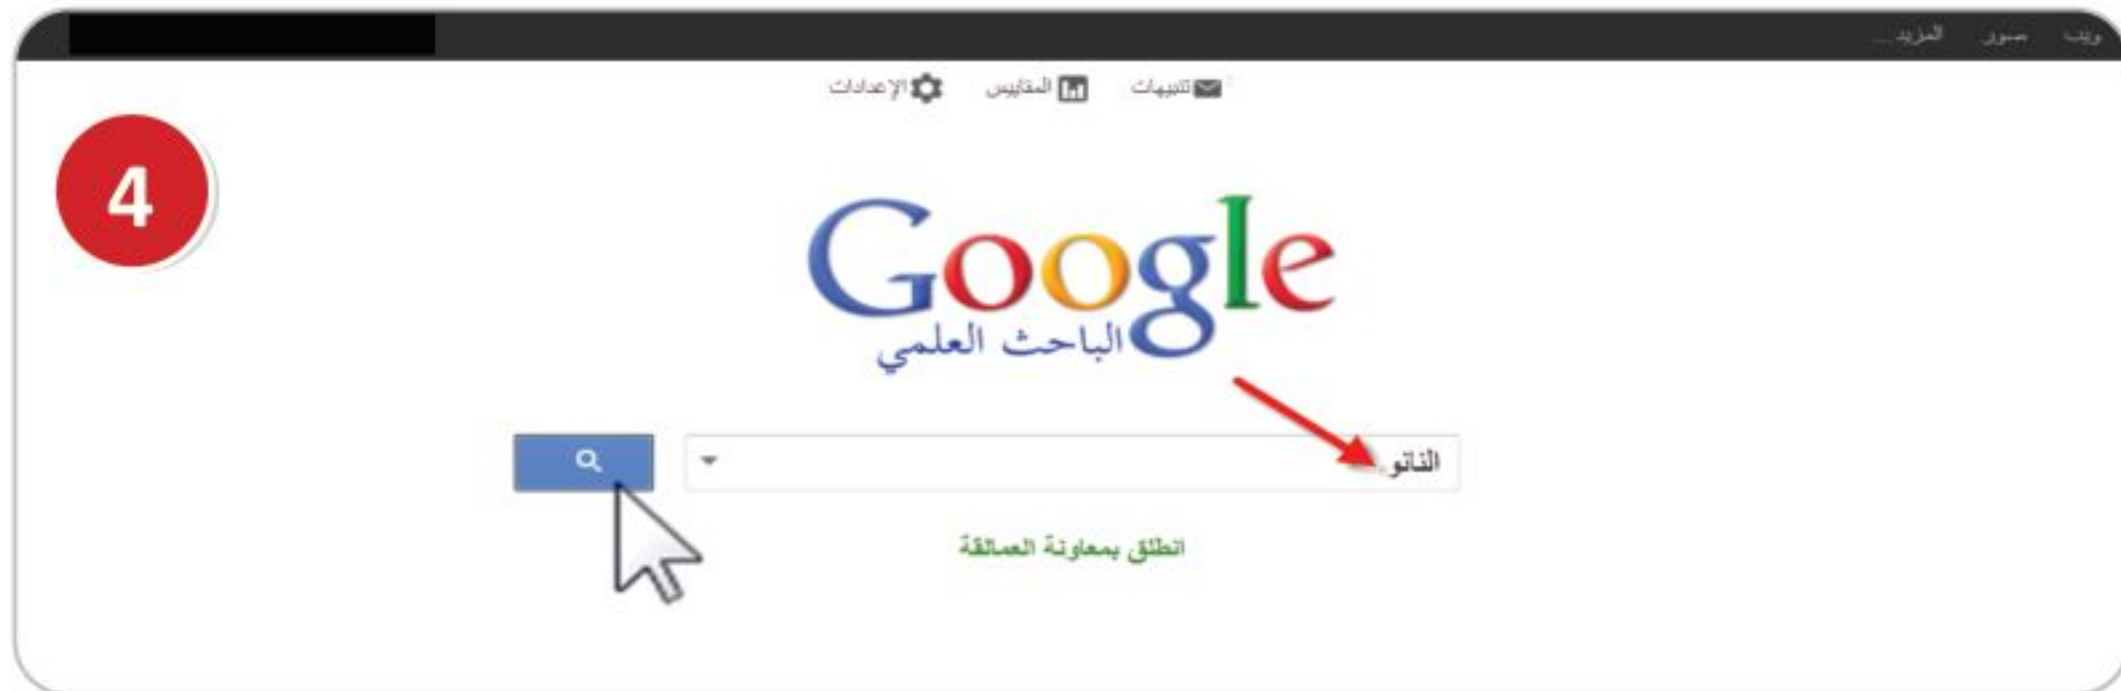 ويب صور المزيد...
تنبيهات المقاييس الإعدادات
4
Google
الباحث العلمي
النانو
انطلق بمعاونة العمالقة